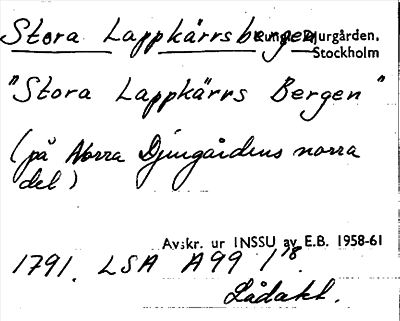 Stora Lappkärrsbergen Kungl. Djurgården,
Stockholm
"Stora Lappkärrs Bergen"
(på Norra Djurgårdens norra
del)
Avskr. ur INSSU av E.B. 1958-61
1791. LSA A99 1 18.
Lådakt.